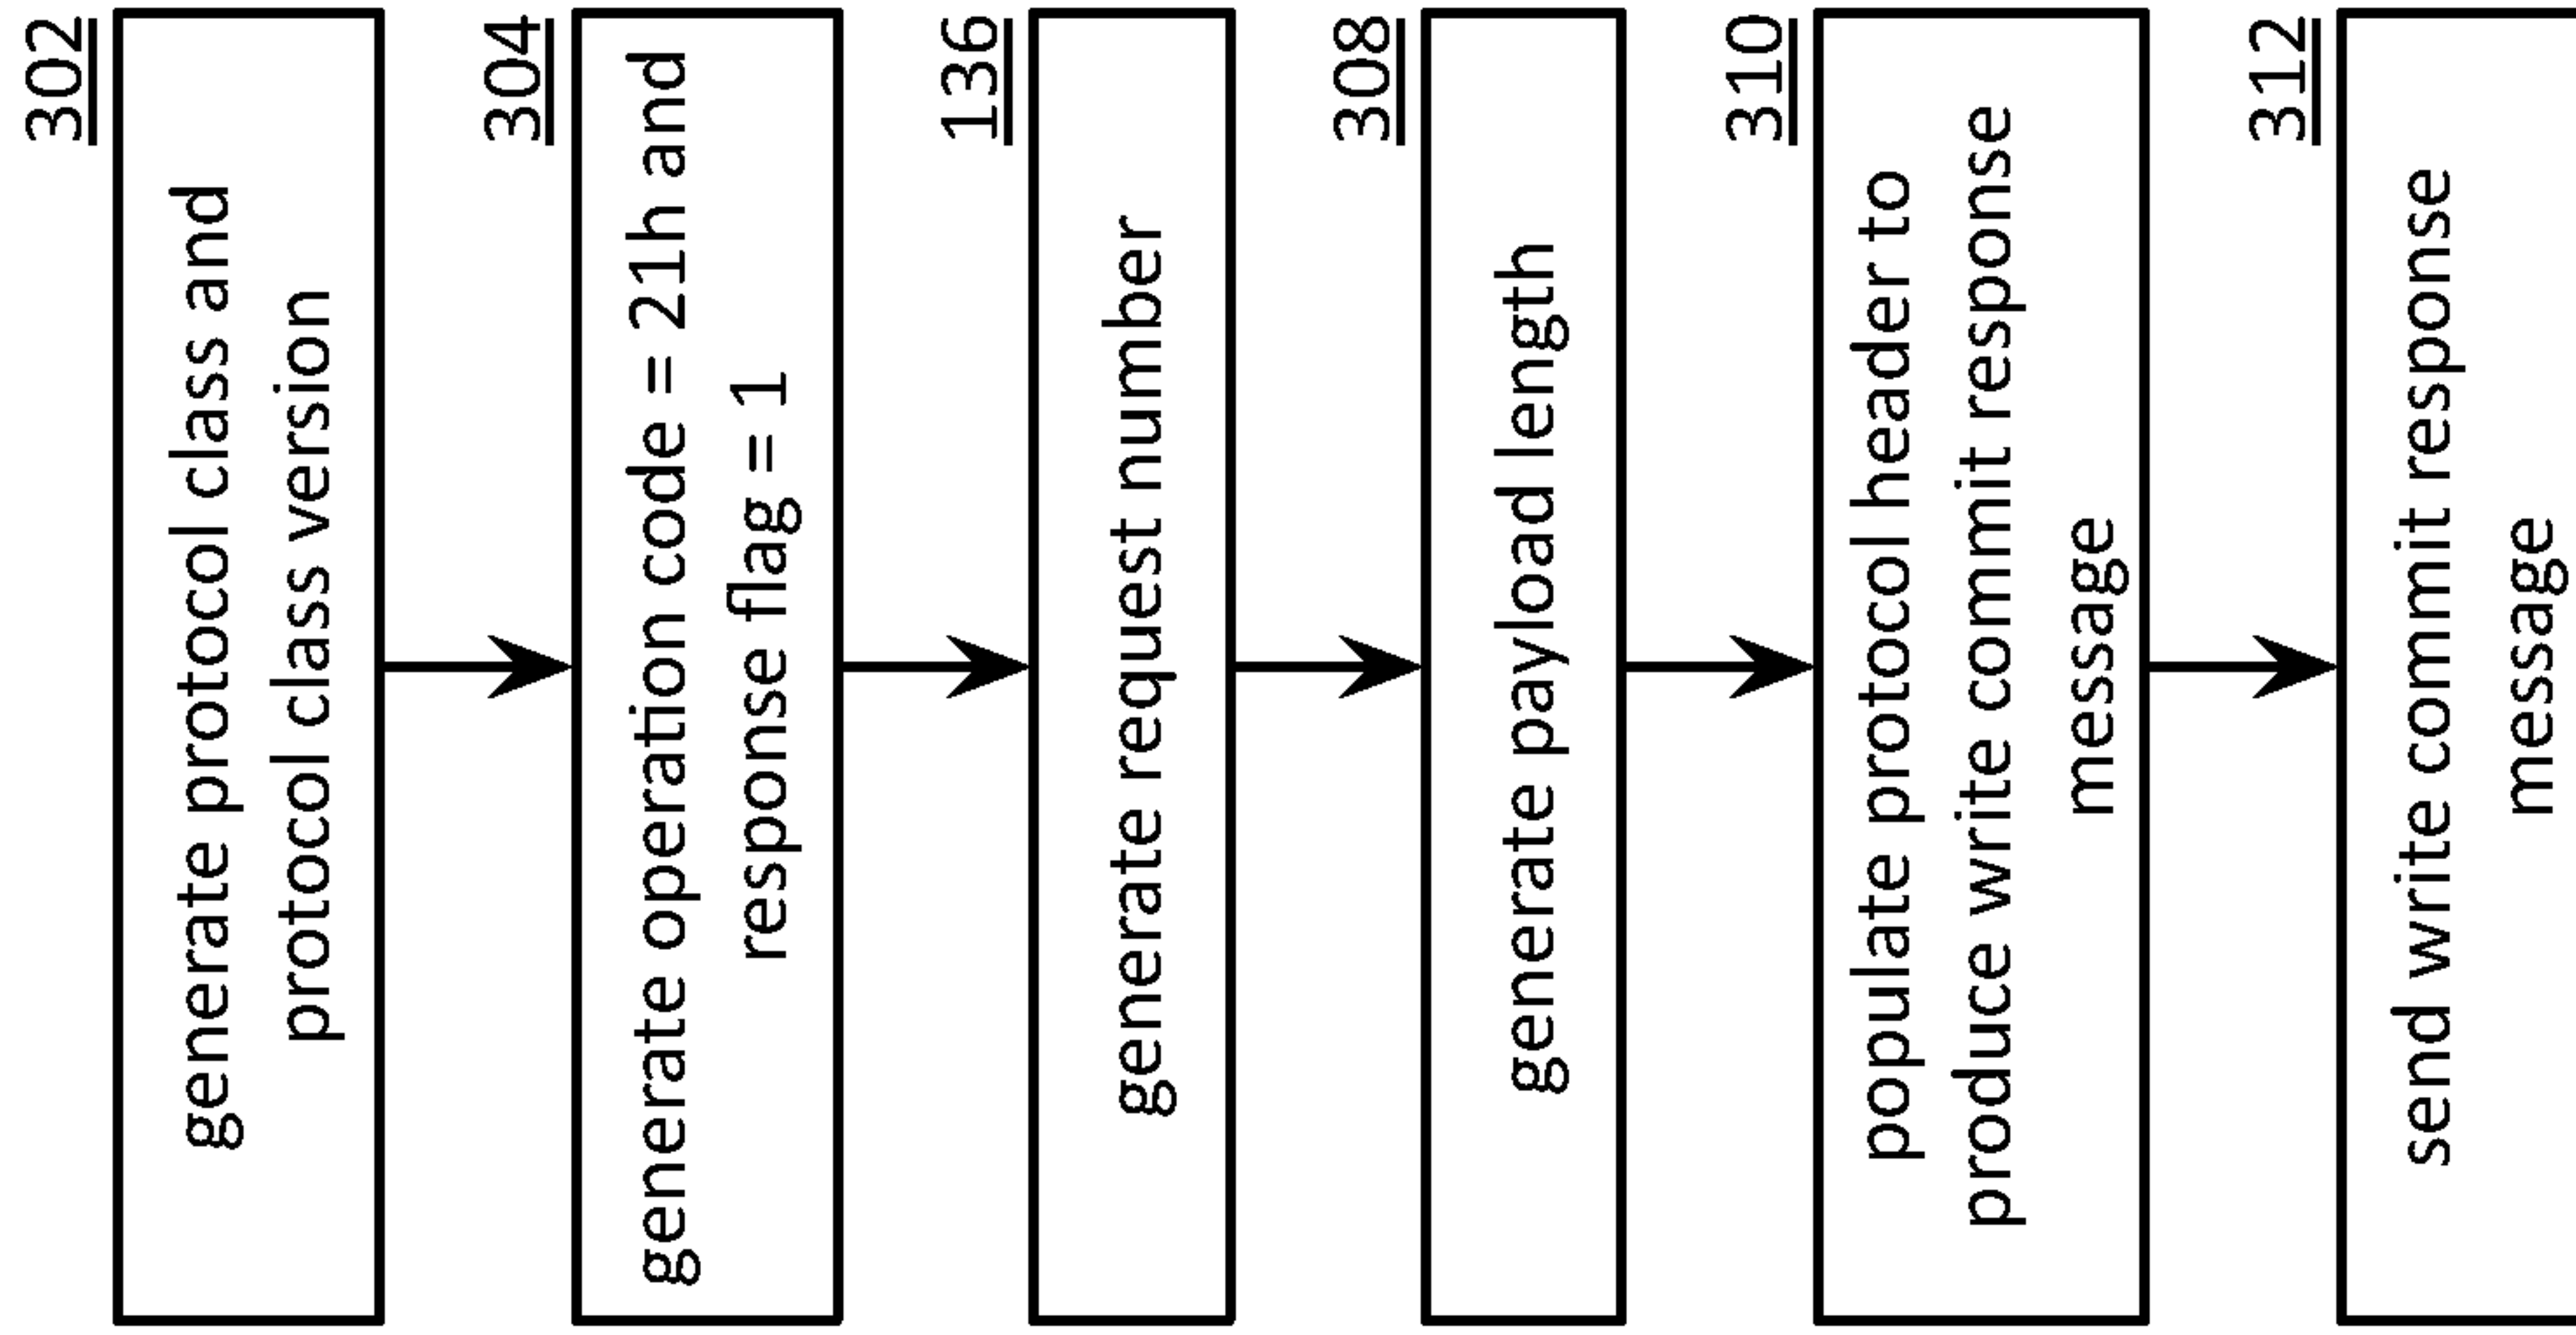 302
generate protocol class and
protocol class version
304
generate operation code = 21h and
response flag = 1
136
generate request number
308
generate payload length
310
populate protocol header to
produce write commit response
message
312
send write commit response
message